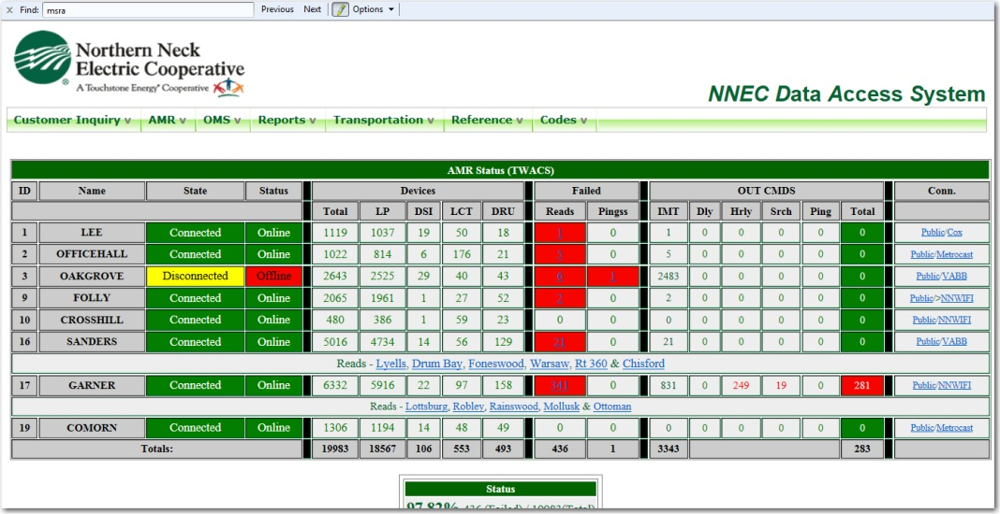 x Find: msra Previous Next Options
Northern Neck
Electric Cooperative
A Touchstone Energy® Cooperative
NNEC Data Access System
Customer Inquiry v AMR v OMS v Reports v Transportation v Reference v Codes v
AMR Status (TWACS)
ID Name State Status Devices Failed OUT CMDS Conn.
Total LP DSI LCT DRU Reads Pingss IMT Dly Hrly Srch Ping Total
1 LEE Connected Online 1119 1037 19 50 18 1 0 1 0 0 0 0 0 Public/Cox
2 OFFICEHALL Connected Online 1022 814 6 176 21 5 0 5 0 0 0 0 0 Public/Metrocast
3 OAKGROVE Disconnected Offline 2643 2525 29 40 43 6 1 2483 0 0 0 0 0 Public/VABB
9 FOLLY Connected Online 2065 1961 1 27 52 2 0 2 0 0 0 0 0 Public/>NNWIFI
10 CROSSHILL Connected Online 480 386 1 59 23 0 0 0 0 0 0 0 0 Public/NNWIFI
16 SANDERS Connected Online 5016 4734 14 56 129 21 0 21 0 0 0 0 0 Public/VABB
Reads - Lyells, Drum Bay, Foneswood, Warsaw, Rt 360 & Chisford
17 GARNER Connected Online 6332 5916 22 97 158 341 0 831 0 249 19 0 281 Public/NNWIFI
Reads - Lottsburg, Robley, Rainswood, Mollusk & Ottoman
19 COMORN Connected Online 1306 1194 14 48 49 0 0 0 0 0 0 0 0 Public/Metrocast
Totals: 19983 18567 106 553 493 436 1 3343 283
Status
97.82% 436 (Failed) / 19983(Total)